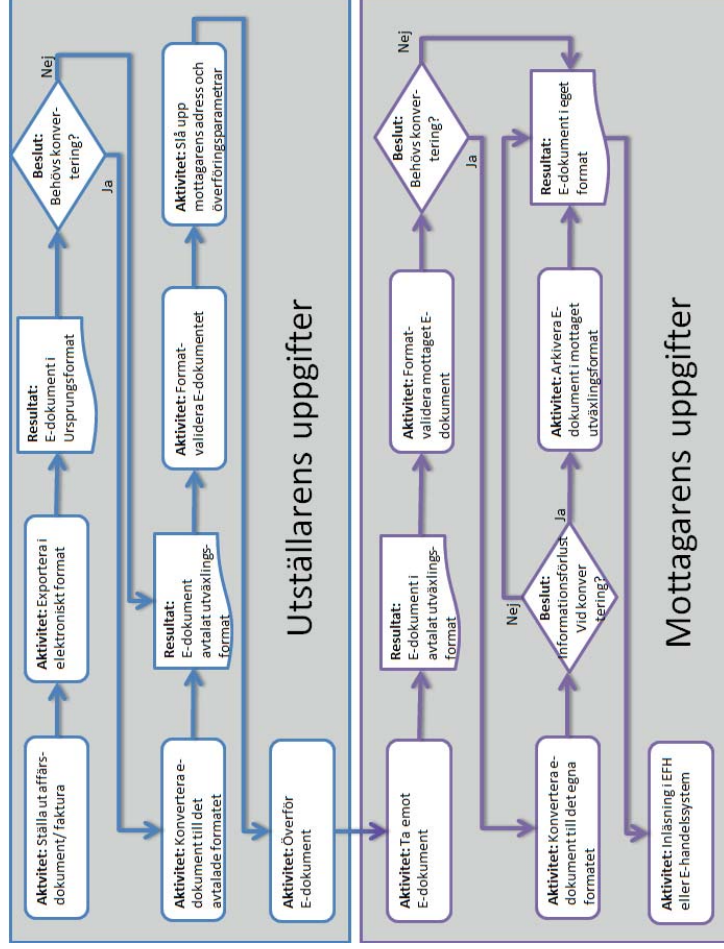 Aktvitet: Ställa ut affärs-
dokument/ faktura
Aktivitet: Exportera i
elektroniskt format
Resultat:
E-dokument i
Ursprungsformat
Beslut:
Behövs konver-
tering?
Nej
Ja
Aktivitet: Konvertera e-
dokument till det
avtalade formatet
Resultat:
E-dokument
avtalat utväxlings-
format
Aktivitet: Format-
validera E-dokumentet
Aktivitet: Slå upp
mottagarens adress och
överföringsparametrar
Aktivitet: Överför
E-dokument
Utställarens uppgifter
Aktivitet: Ta emot
E-dokument
Resultat:
E-dokument i
avtalat utväxlings-
format
Aktivitet: Format-
validera mottaget E-
dokument
Beslut:
Behövs konver-
tering?
Nej
Ja
Aktivitet: Konvertera e-
dokument till det egna
formatet
Beslut:
Informationsförlust
Vid konver
tering?
Nej
Ja
Aktivitet: Arkivera E-
dokument i mottaget
utväxlingsformat
Resultat:
E-dokument i eget
format
Aktivitet: Inläsning i EFH
eller E-handelssystem
Mottagarens uppgifter